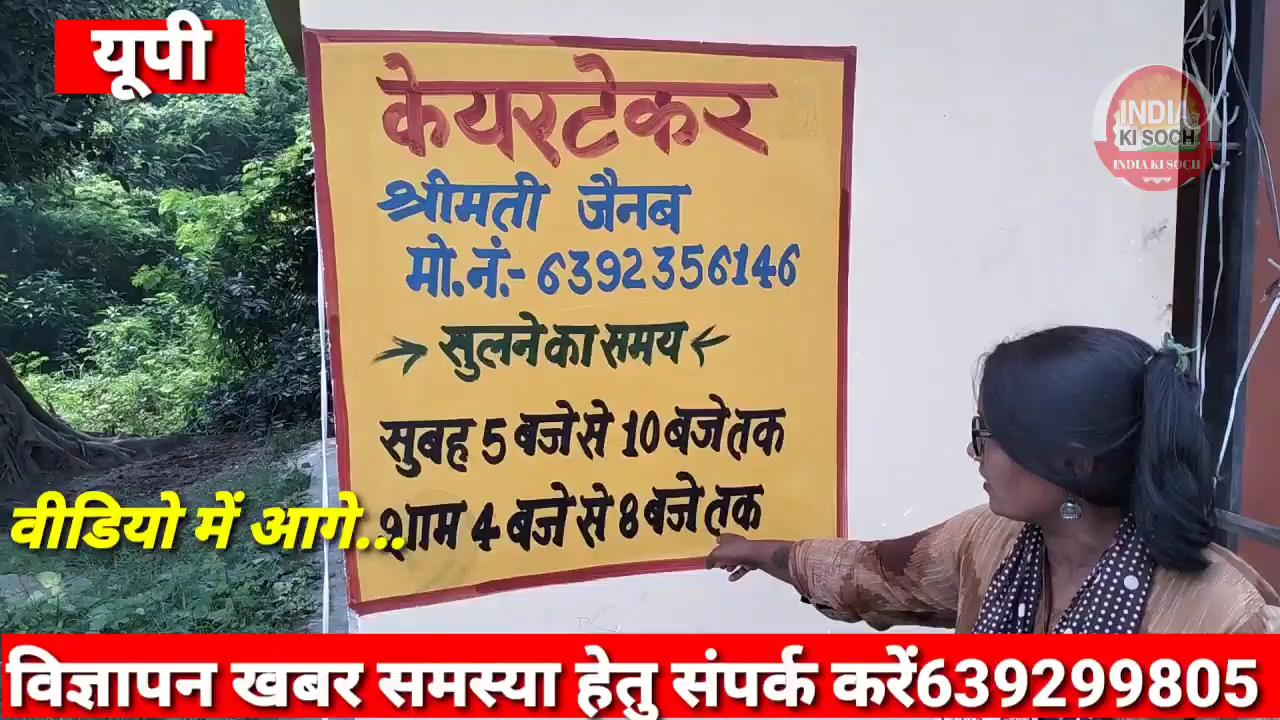 यूपी
केयरटेकर
श्रीमती जैनब
मो.नं.- 6392356146
सुलने का समय
सुबह 5 बजे से 10 बजे तक
शाम 4 बजे से 8 बजे तक
INDIA
KI SOCH
INDIA KI SOCH
वीडियो में आगे...
विज्ञापन खबर समस्या हेतु संपर्क करें639299805